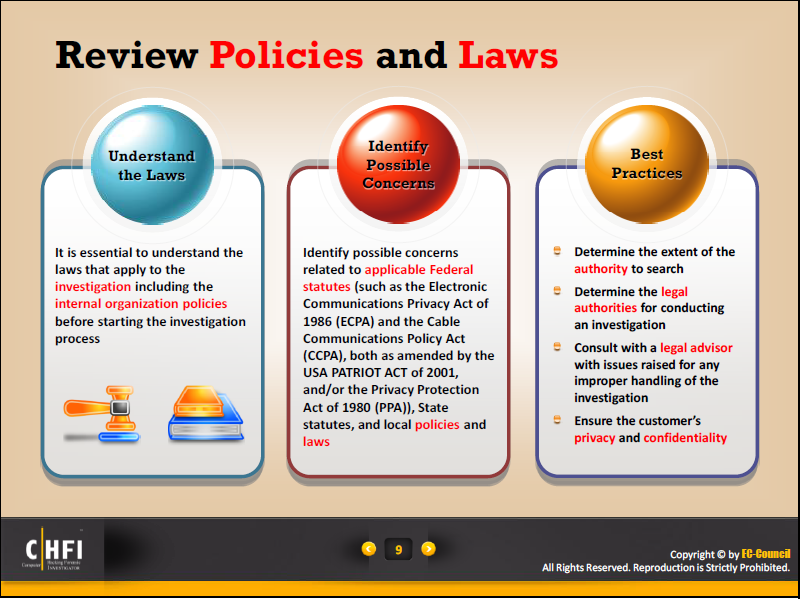 Review Policies and Laws
Understand
the Laws
It is essential to understand the
laws that apply to the
investigation including the
internal organization policies
before starting the investigation
process
Identify
Possible
Concerns
Identify possible concerns
related to applicable Federal
statutes (such as the Electronic
Communications Privacy Act of
1986 (ECPA) and the Cable
Communications Policy Act
(CCPA), both as amended by the
USA PATRIOT ACT of 2001,
and/or the Privacy Protection
Act of 1980 (PPA)), State
statutes, and local policies and
laws
Best
Practices
Determine the extent of the
authority to search
Determine the legal
authorities for conducting
an investigation
Consult with a legal advisor
with issues raised for any
improper handling of the
investigation
Ensure the customer's
privacy and confidentiality
CHFI
Computer Hacking Forensic
INVESTIGATOR
9
Copyright © by EC-Council
All Rights Reserved. Reproduction is Strictly Prohibited.